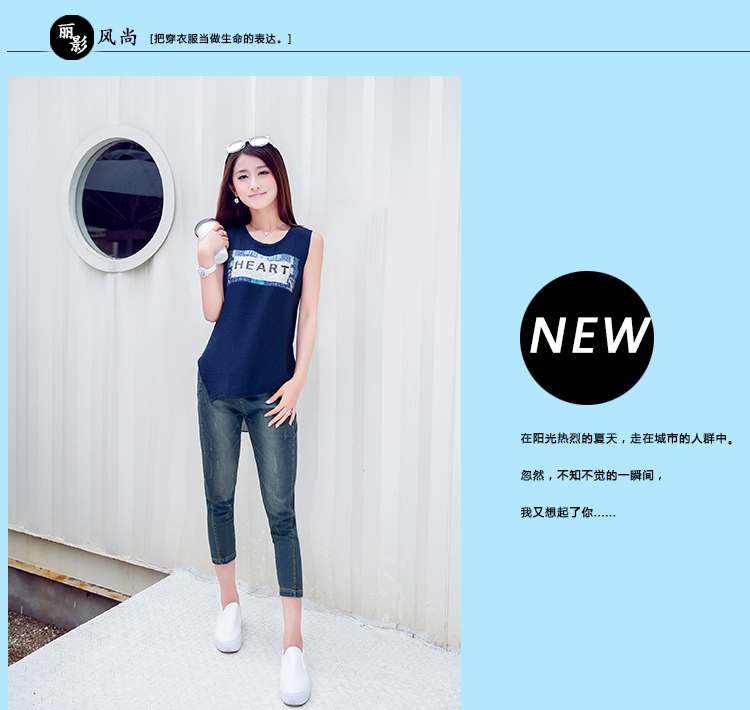 丽影 风尚 [把穿衣服当做生命的表达。]
HEART
NEW
在阳光热烈的夏天，走在城市的人群中。
忽然，不知不觉的一瞬间，
我又想起了你......